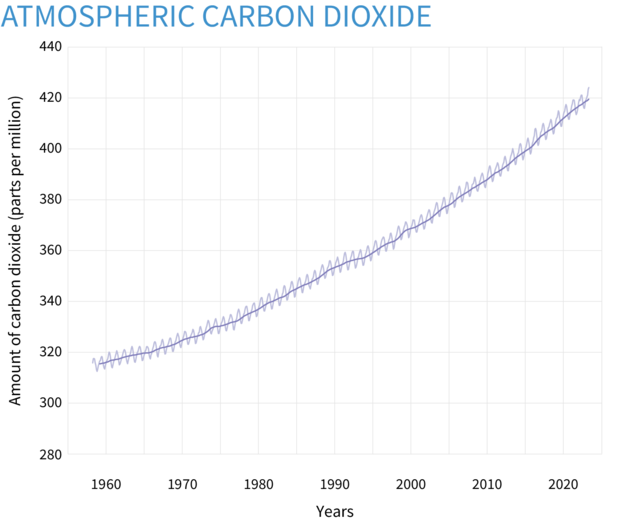 ATMOSPHERIC CARBON DIOXIDE
440
420
400
380
360
340
320
300
280
Amount of carbon dioxide (parts per million)
1960 1970 1980 1990 2000 2010 2020
Years